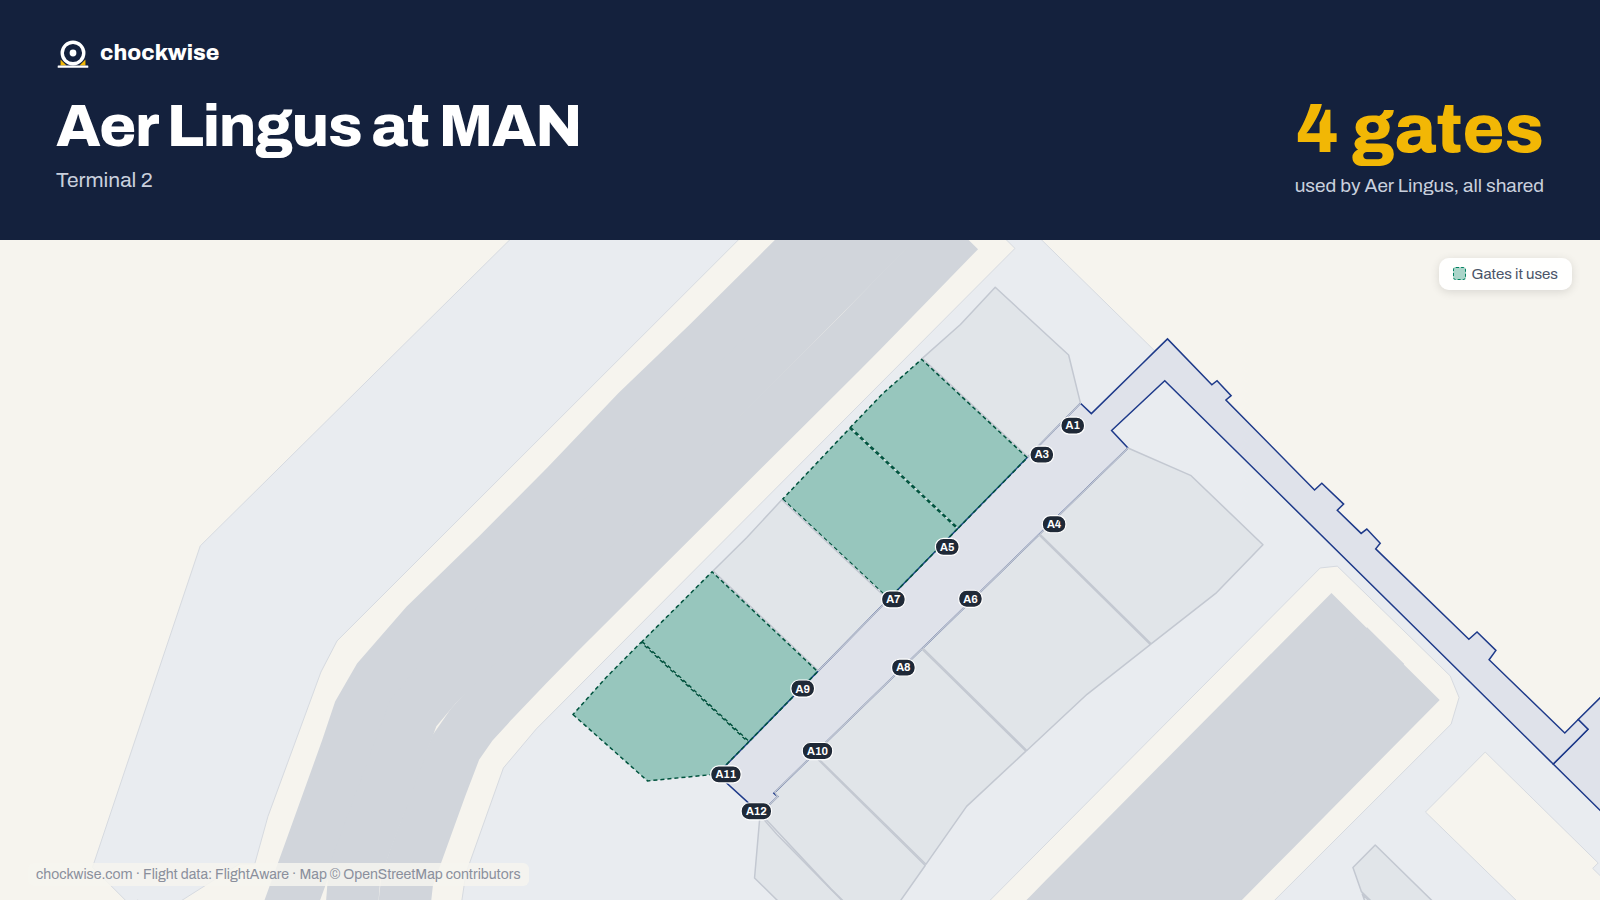 chockwise
Aer Lingus at MAN
Terminal 2
4 gates
used by Aer Lingus, all shared
Gates it uses
A1
A3
A4
A5
A7
A6
A8
A9
A10
A11
A12
chockwise.com · Flight data: FlightAware · Map © OpenStreetMap contributors